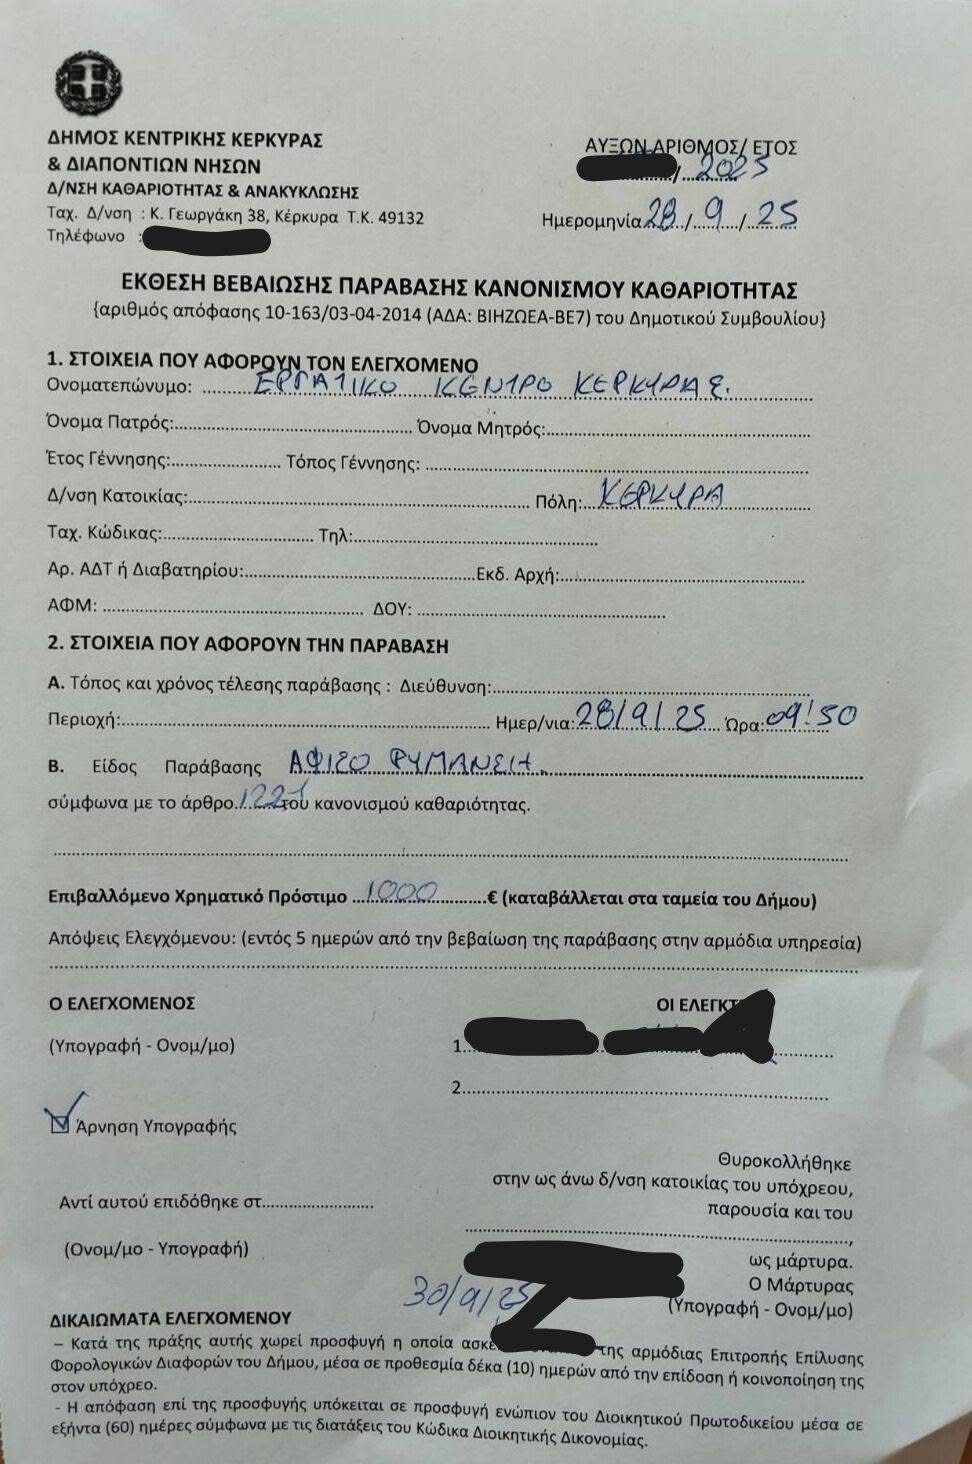 ΔΗΜΟΣ ΚΕΝΤΡΙΚΗΣ ΚΕΡΚΥΡΑΣ
& ΔΙΑΠΟΝΤΙΩΝ ΝΗΣΩΝ
Δ/ΝΣΗ ΚΑΘΑΡΙΟΤΗΤΑΣ & ΑΝΑΚΥΚΛΩΣΗΣ
Ταχ. Δ/νση : Κ. Γεωργάκη 38, Κέρκυρα Τ.Κ. 49132
Τηλέφωνο :
ΑΥΞΩΝ ΑΡΙΘΜΟΣ/ ΕΤΟΣ
/ 2025
Ημερομηνία 28 / 9 / 25
ΕΚΘΕΣΗ ΒΕΒΑΙΩΣΗΣ ΠΑΡΑΒΑΣΗΣ ΚΑΝΟΝΙΣΜΟΥ ΚΑΘΑΡΙΟΤΗΤΑΣ
{αριθμός απόφασης 10-163/03-04-2014 (ΑΔΑ: ΒΙΗΖΩΕΑ-ΒΕ7) του Δημοτικού Συμβουλίου}
1. ΣΤΟΙΧΕΙΑ ΠΟΥ ΑΦΟΡΟΥΝ ΤΟΝ ΕΛΕΓΧΟΜΕΝΟ
Ονοματεπώνυμο: ΕΡΓΑΤΙΚΟ ΚΕΝΤΡΟ ΚΕΡΚΥΡΑΣ.
Όνομα Πατρός: Όνομα Μητρός:
Έτος Γέννησης: Τόπος Γέννησης:
Δ/νση Κατοικίας: Πόλη: ΚΕΡΚΥΡΑ
Ταχ. Κώδικας: Τηλ:
Αρ. ΑΔΤ ή Διαβατηρίου: Εκδ. Αρχή:
ΑΦΜ: ΔΟΥ:
2. ΣΤΟΙΧΕΙΑ ΠΟΥ ΑΦΟΡΟΥΝ ΤΗΝ ΠΑΡΑΒΑΣΗ
Α. Τόπος και χρόνος τέλεσης παράβασης : Διεύθυνση:
Περιοχή: Ημερ/νια: 28/9/25 Ώρα: 09:50
Β. Είδος Παράβασης ΑΦΙΣΟ ΡΥΜΑΝΣΗ.
σύμφωνα με το άρθρο του κανονισμού καθαριότητας.
Επιβαλλόμενο Χρηματικό Πρόστιμο 1000 € (καταβάλλεται στα ταμεία του Δήμου)
Απόψεις Ελεγχόμενου: (εντός 5 ημερών από την βεβαίωση της παράβασης στην αρμόδια υπηρεσία)
Ο ΕΛΕΓΧΟΜΕΝΟΣ
(Υπογραφή - Ονομ/μο)
ΟΙ ΕΛΕΓΚΤ
1.
2.
Άρνηση Υπογραφής
Αντί αυτού επιδόθηκε στ
(Ονομ/μο - Υπογραφή)
Θυροκολλήθηκε
στην ως άνω δ/νση κατοικίας του υπόχρεου,
παρουσία και του
,
ως μάρτυρα.
Ο Μάρτυρας
(Υπογραφή - Ονομ/μο)
30/9/25
ΔΙΚΑΙΩΜΑΤΑ ΕΛΕΓΧΟΜΕΝΟΥ
– Κατά της πράξης αυτής χωρεί προσφυγή η οποία ασκε της αρμόδιας Επιτροπής Επίλυσης
Φορολογικών Διαφορών του Δήμου, μέσα σε προθεσμία δέκα (10) ημερών από την επίδοση ή κοινοποίηση της
στον υπόχρεο.
- Η απόφαση επί της προσφυγής υπόκειται σε προσφυγή ενώπιον του Διοικητικού Πρωτοδικείου μέσα σε
εξήντα (60) ημέρες σύμφωνα με τις διατάξεις του Κώδικα Διοικητικής Δικονομίας.